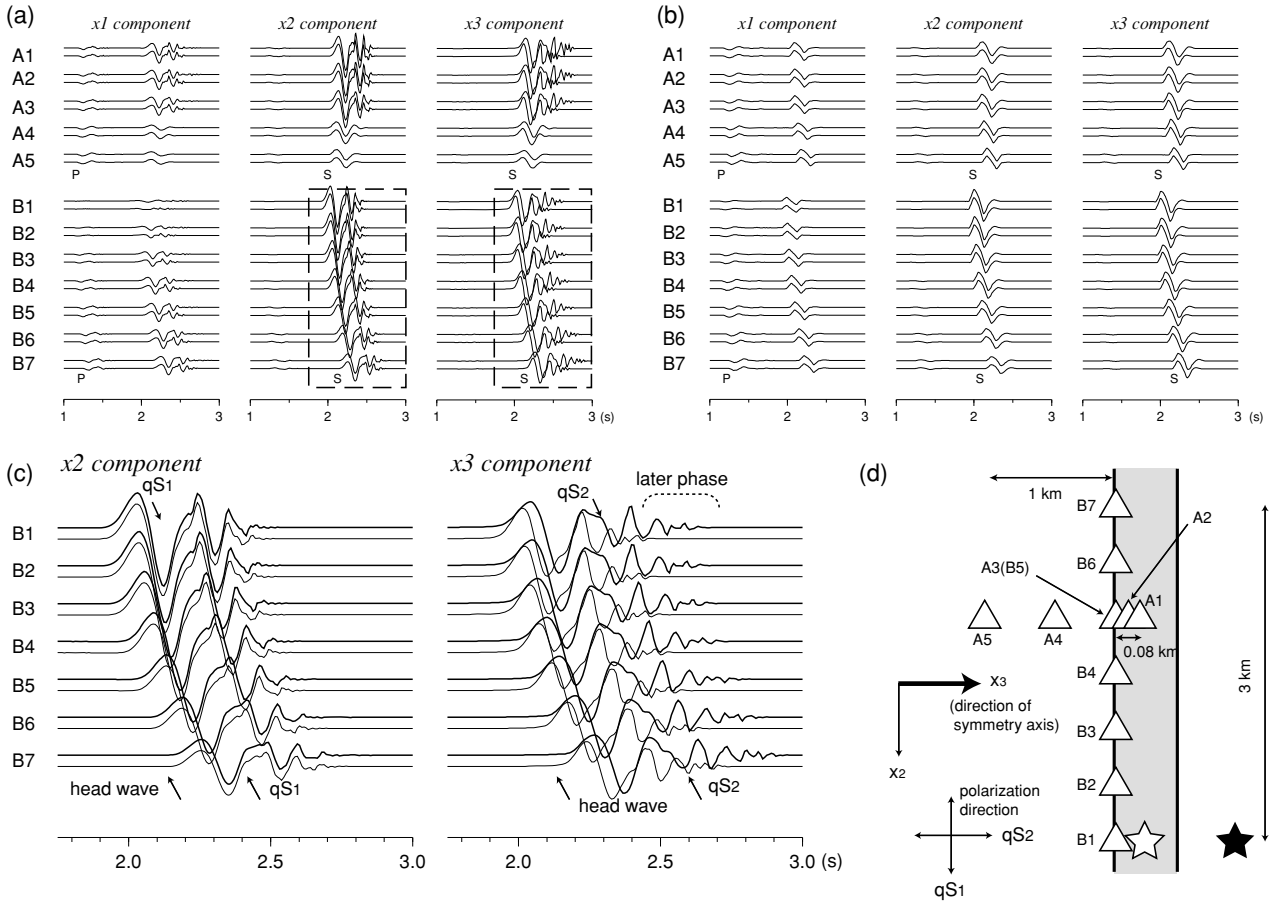 (a)
x1 component
x2 component
x3 component
A1
A2
A3
A4
A5
P
S
S
B1
B2
B3
B4
B5
B6
B7
P
S
S
1
2
3
1
2
3
1
2
3 (s)
(b)
x1 component
x2 component
x3 component
A1
A2
A3
A4
A5
P
S
S
B1
B2
B3
B4
B5
B6
B7
P
S
S
1
2
3
1
2
3
1
2
3 (s)
(c)
x2 component
x3 component
qS1
qS2
later phase
B1
B2
B3
B4
B5
B6
B7
head wave
qS1
head wave
qS2
2.0
2.5
3.0
2.0
2.5
3.0 (s)
(d)
1 km
B7
A2
B6
A3(B5)
A1
A5
A4
0.08 km
B4
3 km
x3
(direction of
symmetry axis)
B3
x2
B2
polarization
direction
B1
qS2
qS1